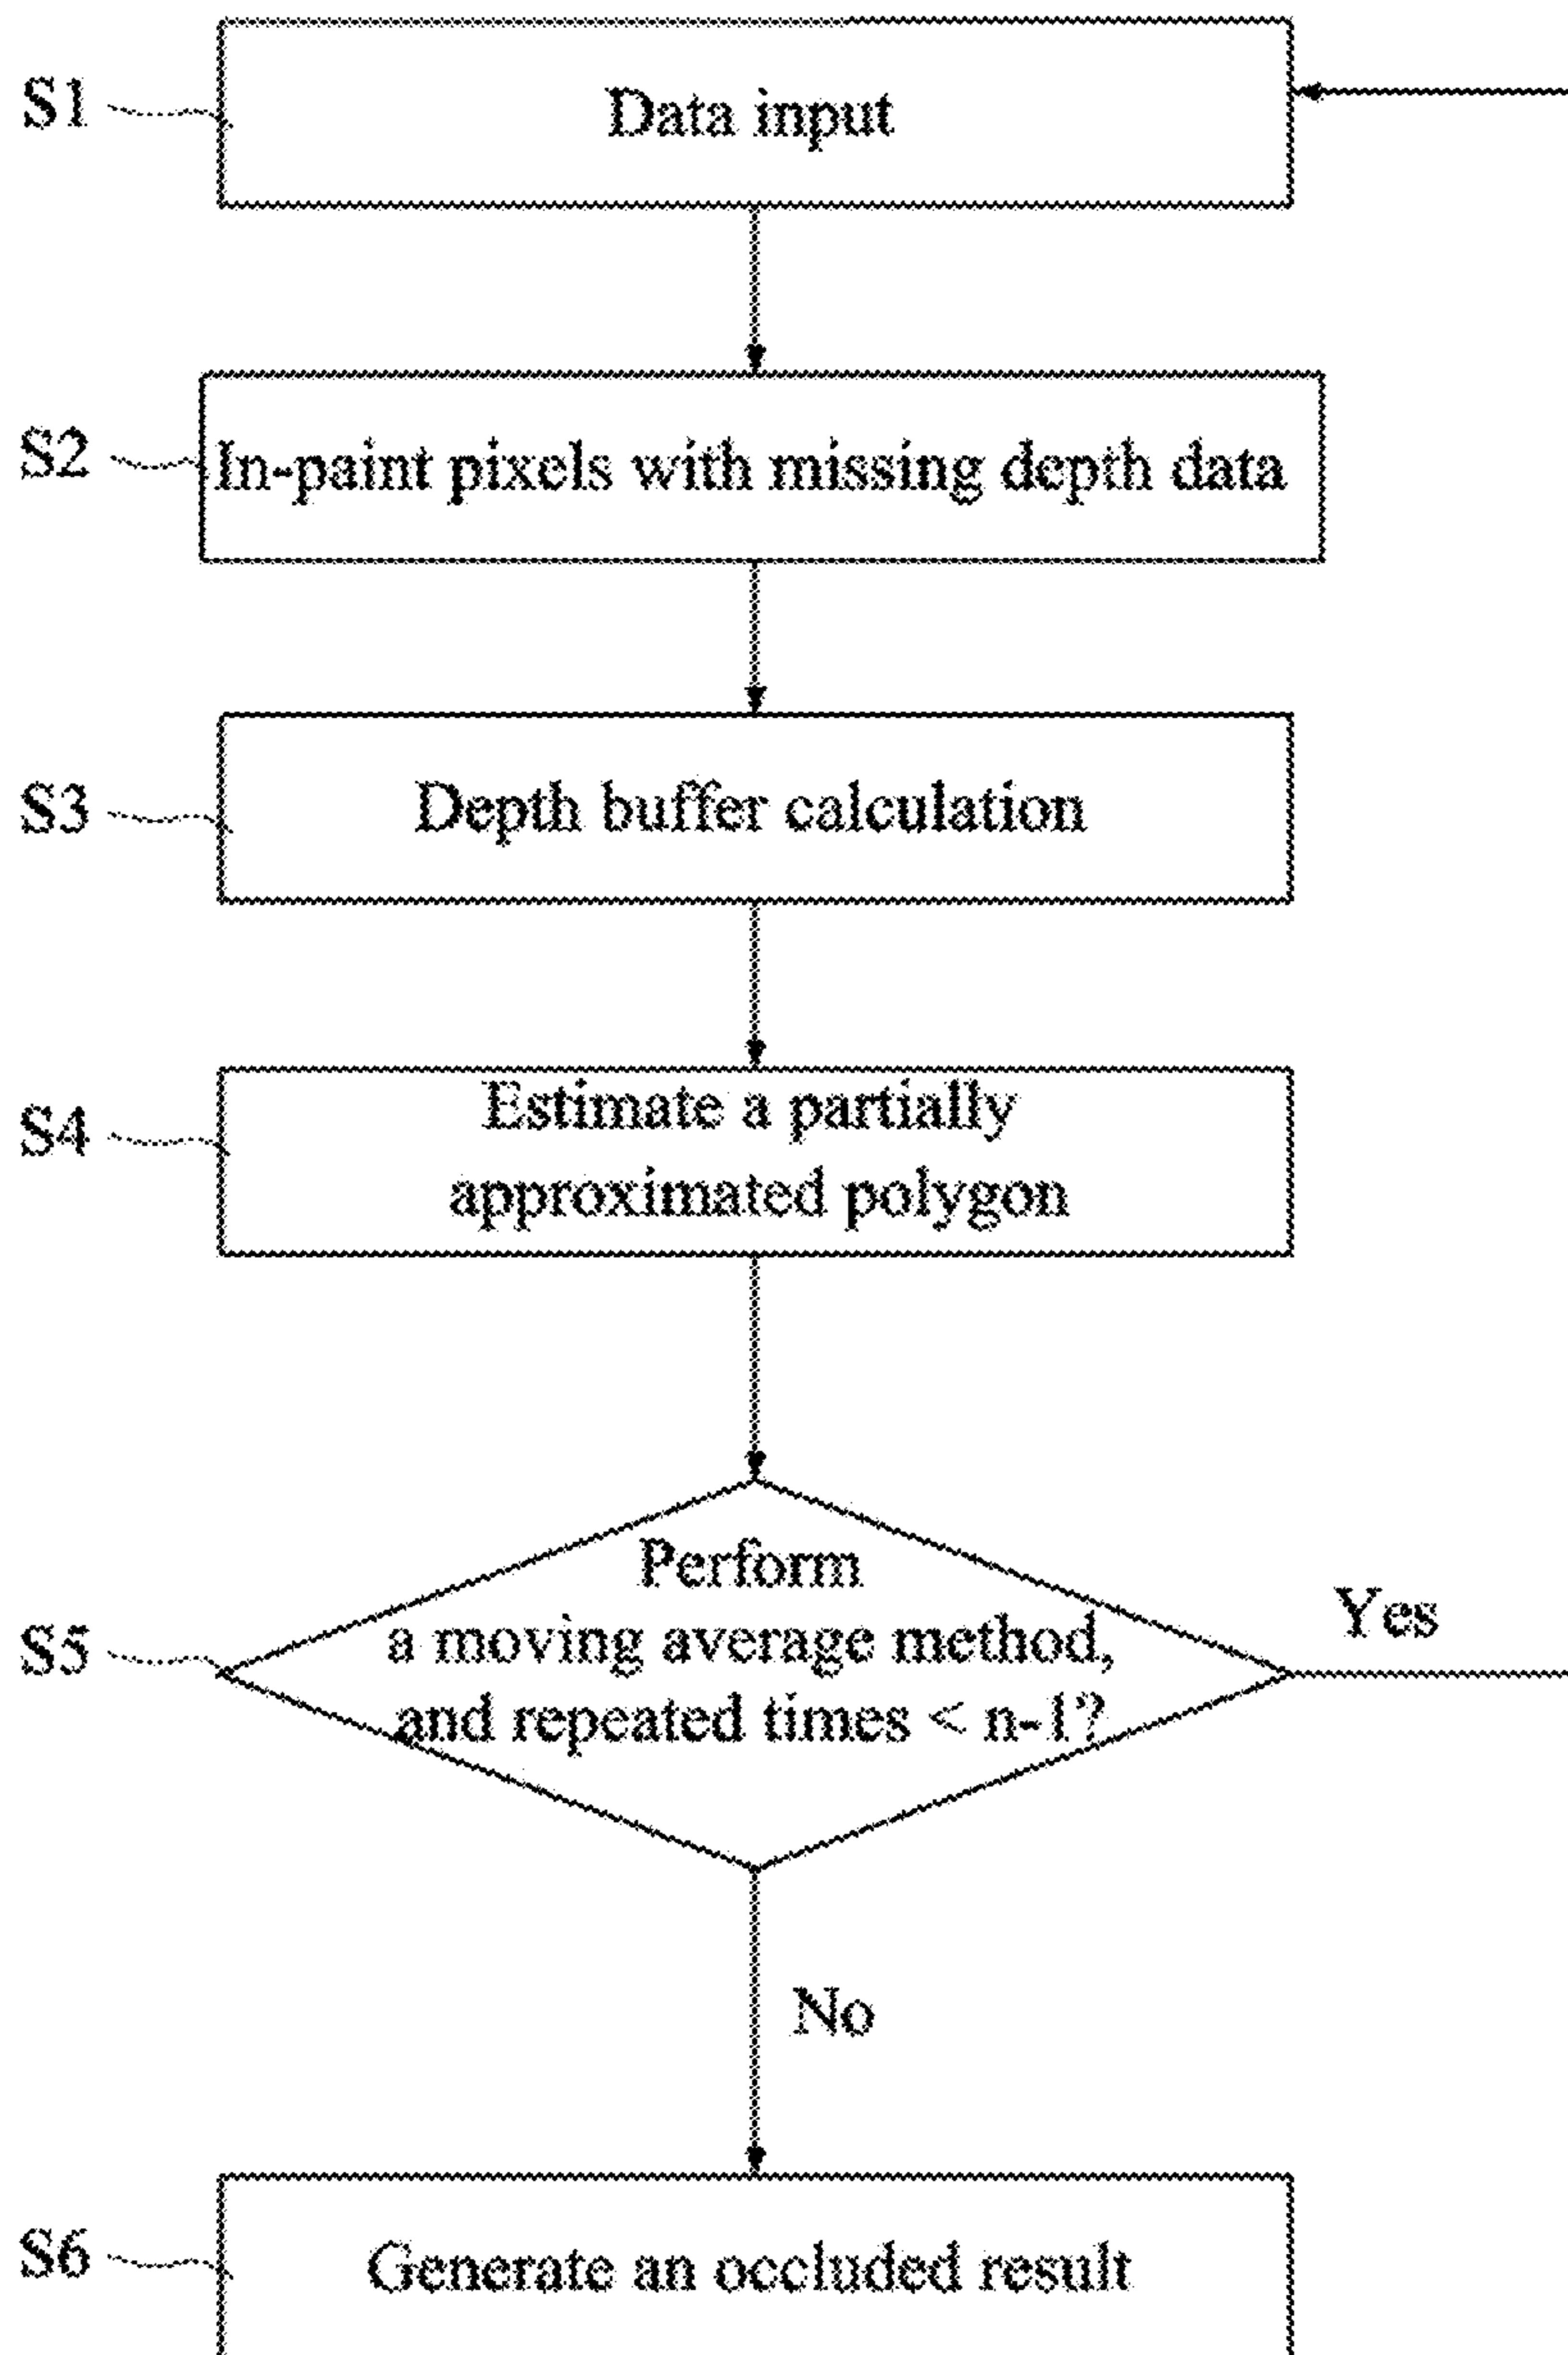 S1
Data input
S2
In-paint pixels with missing depth data
S3
Depth buffer calculation
S4
Estimate a partially
approximated polygon
S5
Perform
a moving average method,
and repeated times < n-1?
Yes
No
S6
Generate an occluded result